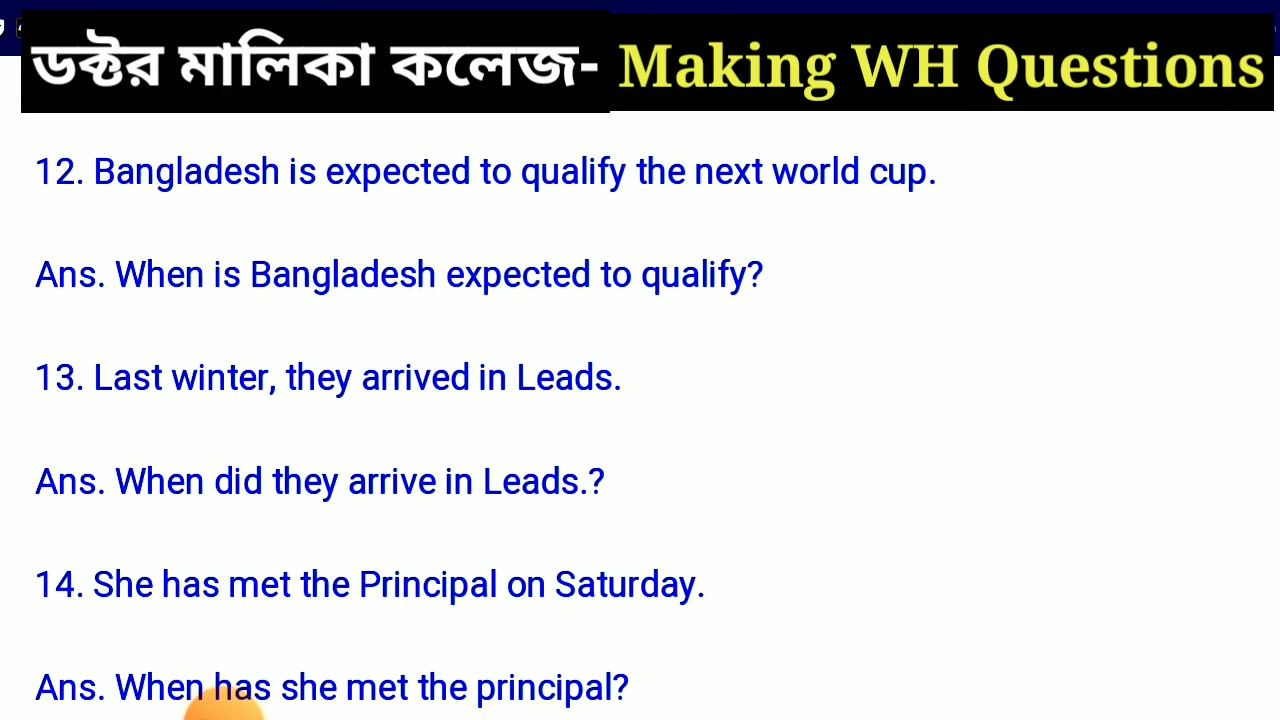 ডক্টর মালিকা কলেজ- Making WH Questions
12. Bangladesh is expected to qualify the next world cup.
Ans. When is Bangladesh expected to qualify?
13. Last winter, they arrived in Leads.
Ans. When did they arrive in Leads.?
14. She has met the Principal on Saturday.
Ans. When has she met the principal?